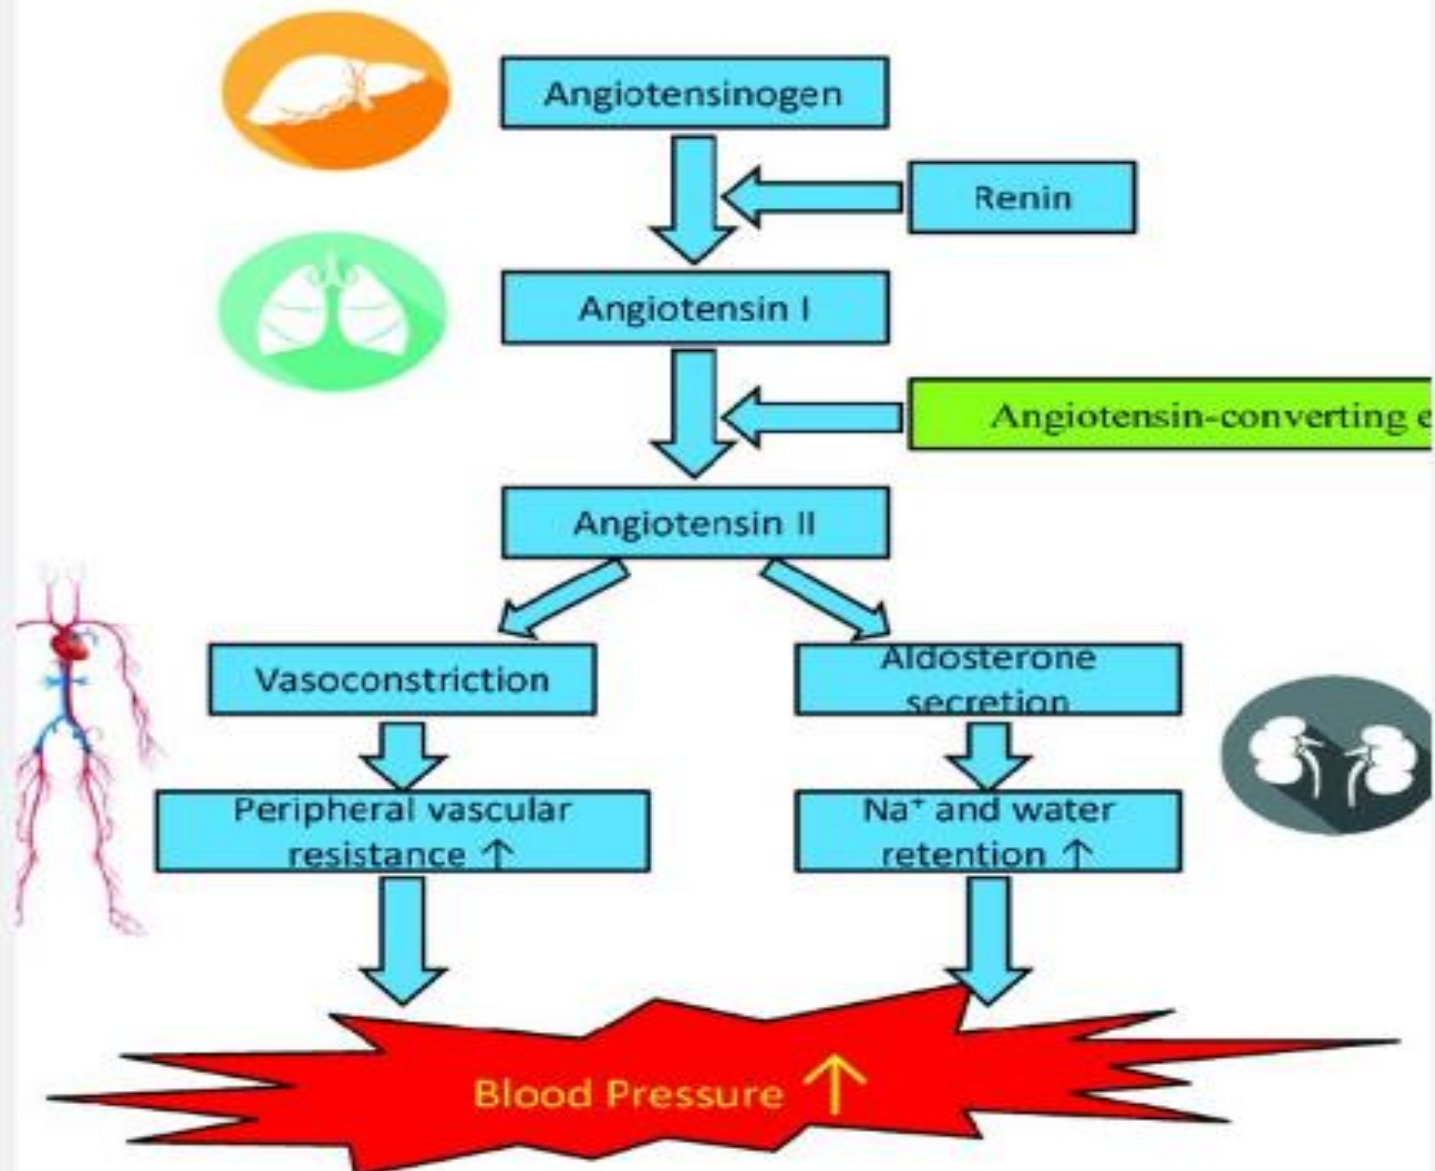 Angiotensinogen
Renin
Angiotensin I
Angiotensin-converting e
Angiotensin II
Vasoconstriction
Aldosterone
secretion
Peripheral vascular
resistance ↑
Na⁺ and water
retention ↑
Blood Pressure ↑